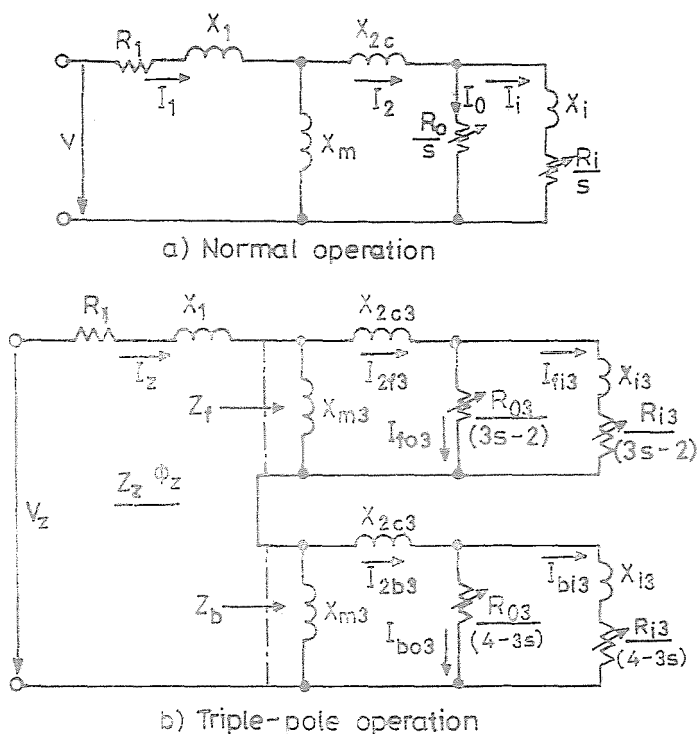 R1 X1 X2c
I1 I2 I0 Ii Xi
V Xm R0/s Ri/s
a) Normal operation
R1 X1 X2c3
Iz I2f3 Ifi3 Xi3
Zf Xm3 Ifo3 R03/(3s-2) Ri3/(3s-2)
Vz Zz ϕz
X2c3
I2b3 Ibi3 Xi3
Zb Xm3 Ibo3 R03/(4-3s) Ri3/(4-3s)
b) Triple-pole operation